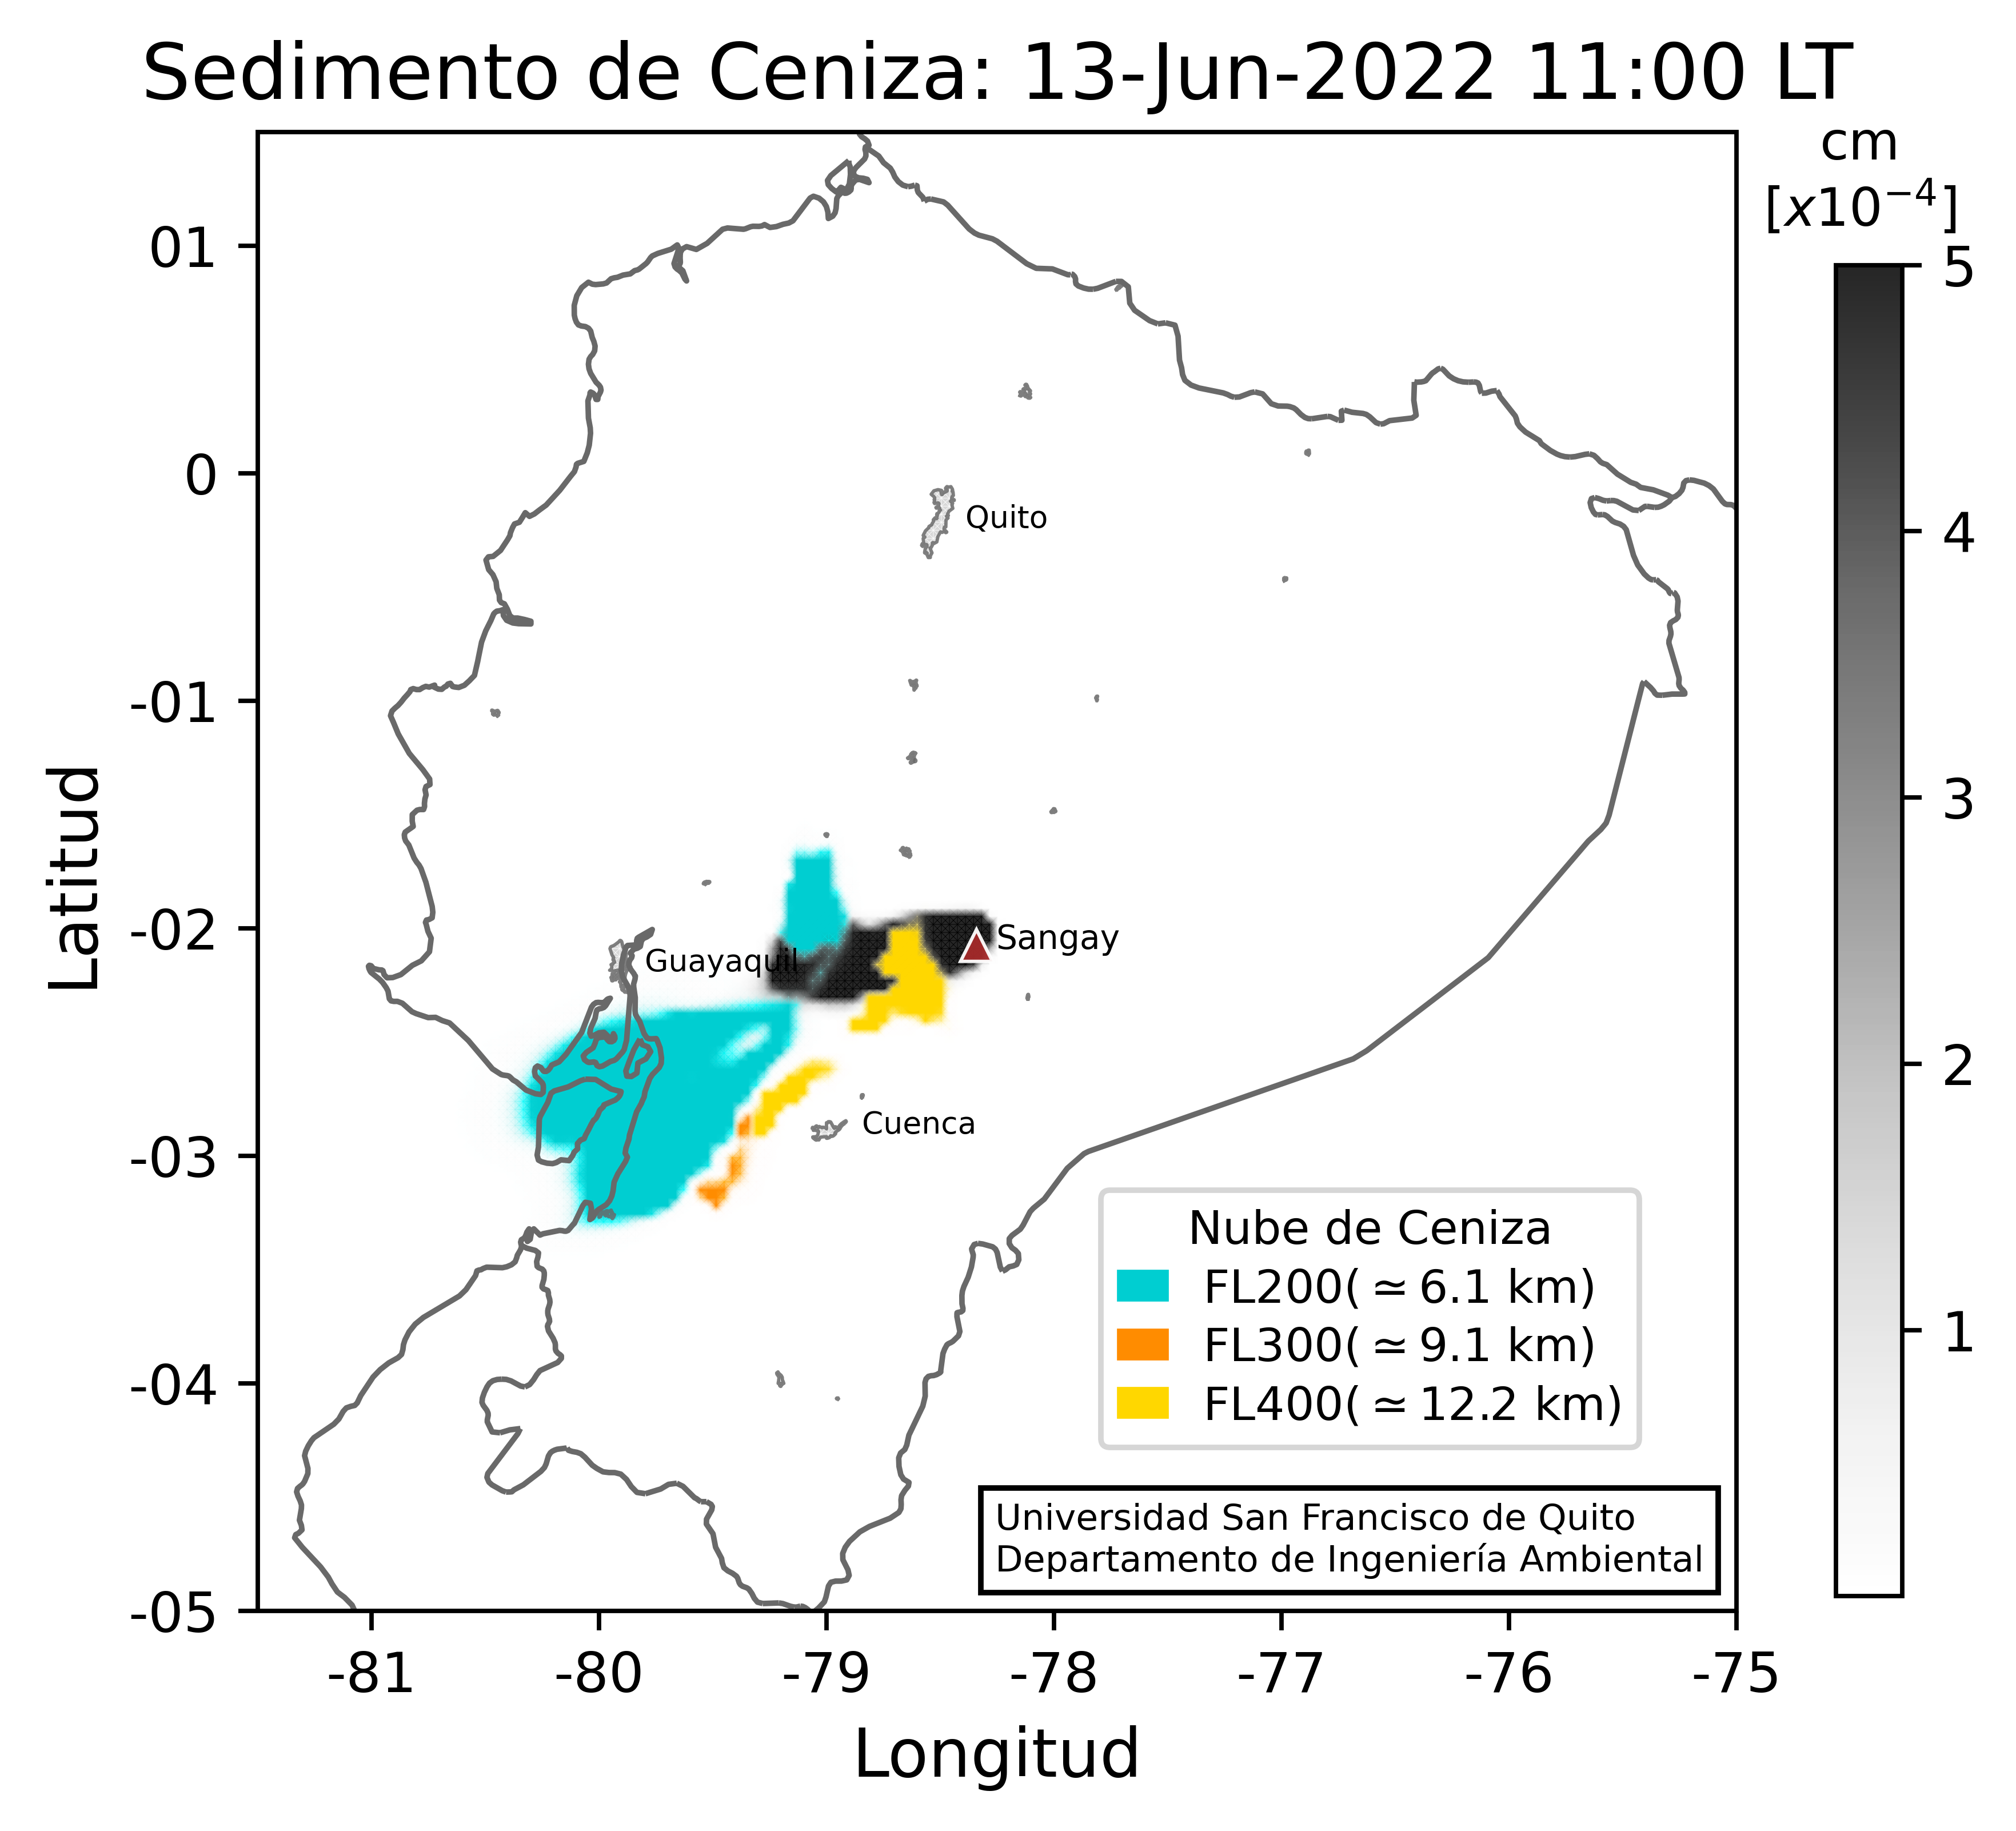 Sedimento de Ceniza: 13-Jun-2022 11:00 LT
cm
[x10⁻⁴]
5
4
3
2
1
Latitud
01
0
-01
-02
-03
-04
-05
Quito
Sangay
Guayaquil
Cuenca
Nube de Ceniza
FL200( ≃ 6.1 km)
FL300( ≃ 9.1 km)
FL400( ≃ 12.2 km)
Universidad San Francisco de Quito
Departamento de Ingeniería Ambiental
-81 -80 -79 -78 -77 -76 -75
Longitud